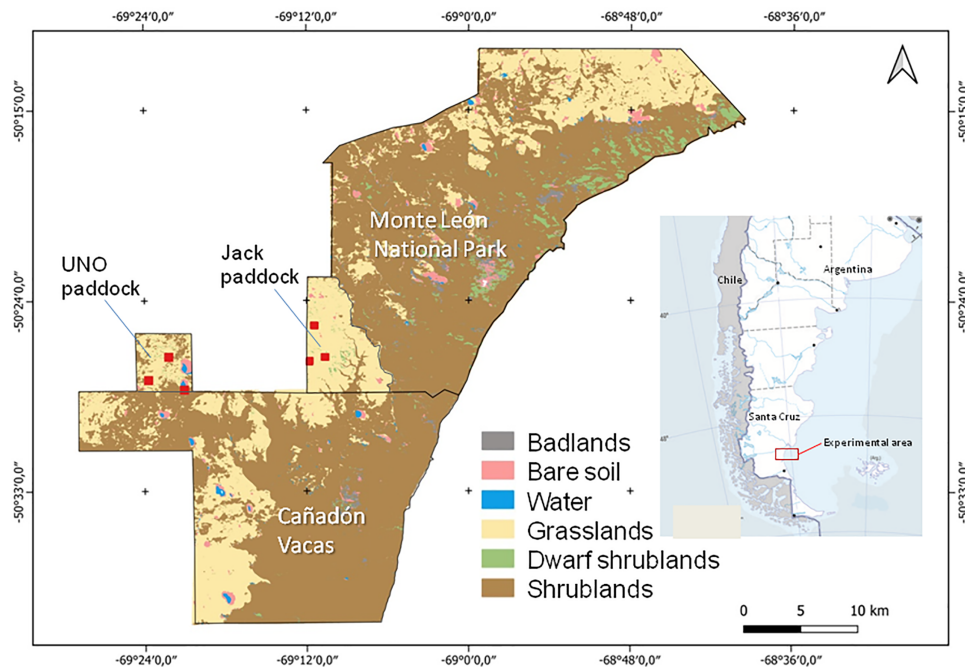 -69°24'0,0" -69°12'0,0" -69°0'0,0" -68°48'0,0" -68°36'0,0"
-50°15'0,0"
-50°15'0,0"
Monte León
National Park
UNO
paddock
Jack
paddock
-50°24'0,0"
-50°24'0,0"
Chile
Argentina
Santa Cruz
Experimental area
Badlands
Bare soil
Water
Grasslands
Dwarf shrublands
Shrublands
Cañadón
Vacas
-50°33'0,0"
-50°33'0,0"
0 5 10 km
-69°24'0,0" -69°12'0,0" -69°0'0,0" -68°48'0,0" -68°36'0,0"